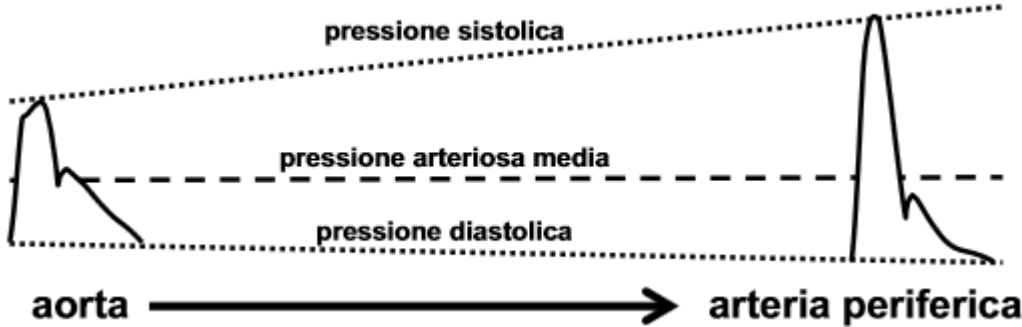 pressione sistolica
pressione arteriosa media
pressione diastolica
aorta
arteria periferica